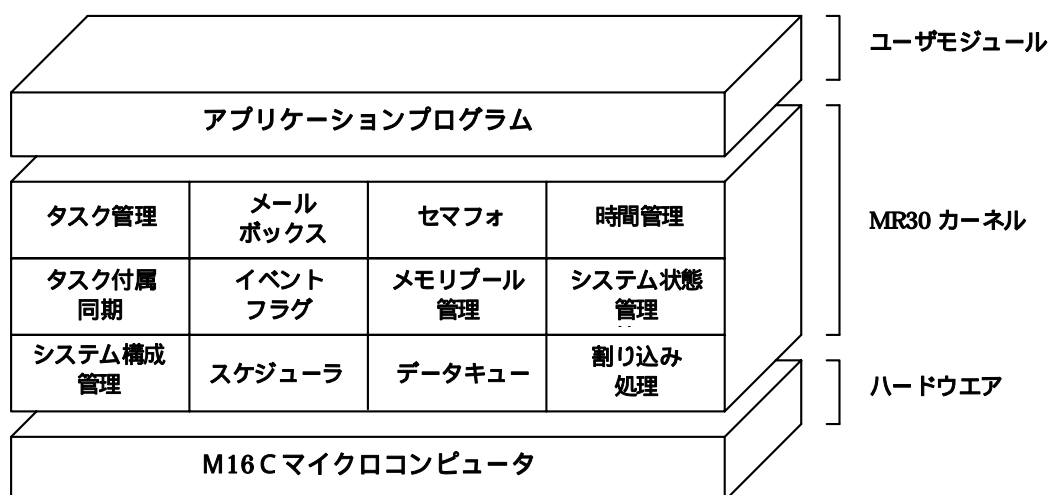 ユーザモジュール
アプリケーションプログラム
タスク管理
メール
ボックス
セマフォ
時間管理
MR30 カーネル
タスク付属
同期
イベント
フラグ
メモリプール
管理
システム状態
管理
システム構成
管理
スケジューラ
データキュー
割り込み
処理
ハードウエア
M16Cマイクロコンピュータ